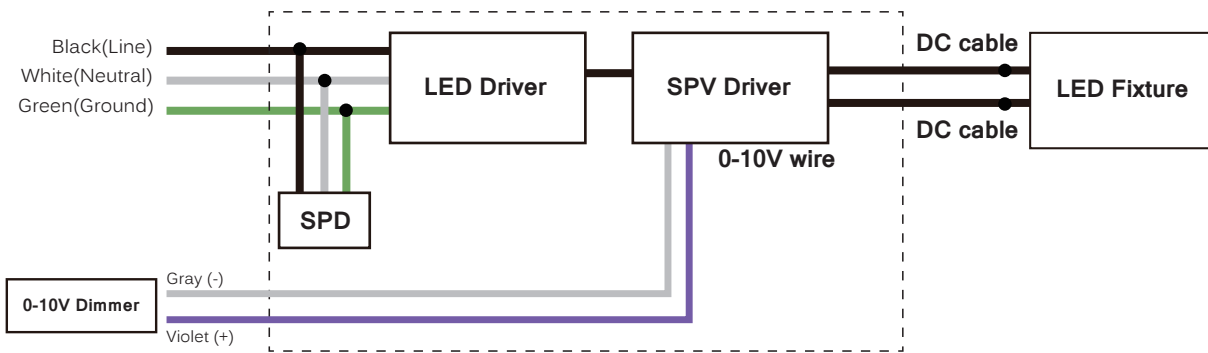 Black(Line)
White(Neutral)
Green(Ground)
LED Driver
SPV Driver
DC cable
DC cable
LED Fixture
0-10V wire
SPD
0-10V Dimmer
Gray (-)
Violet (+)